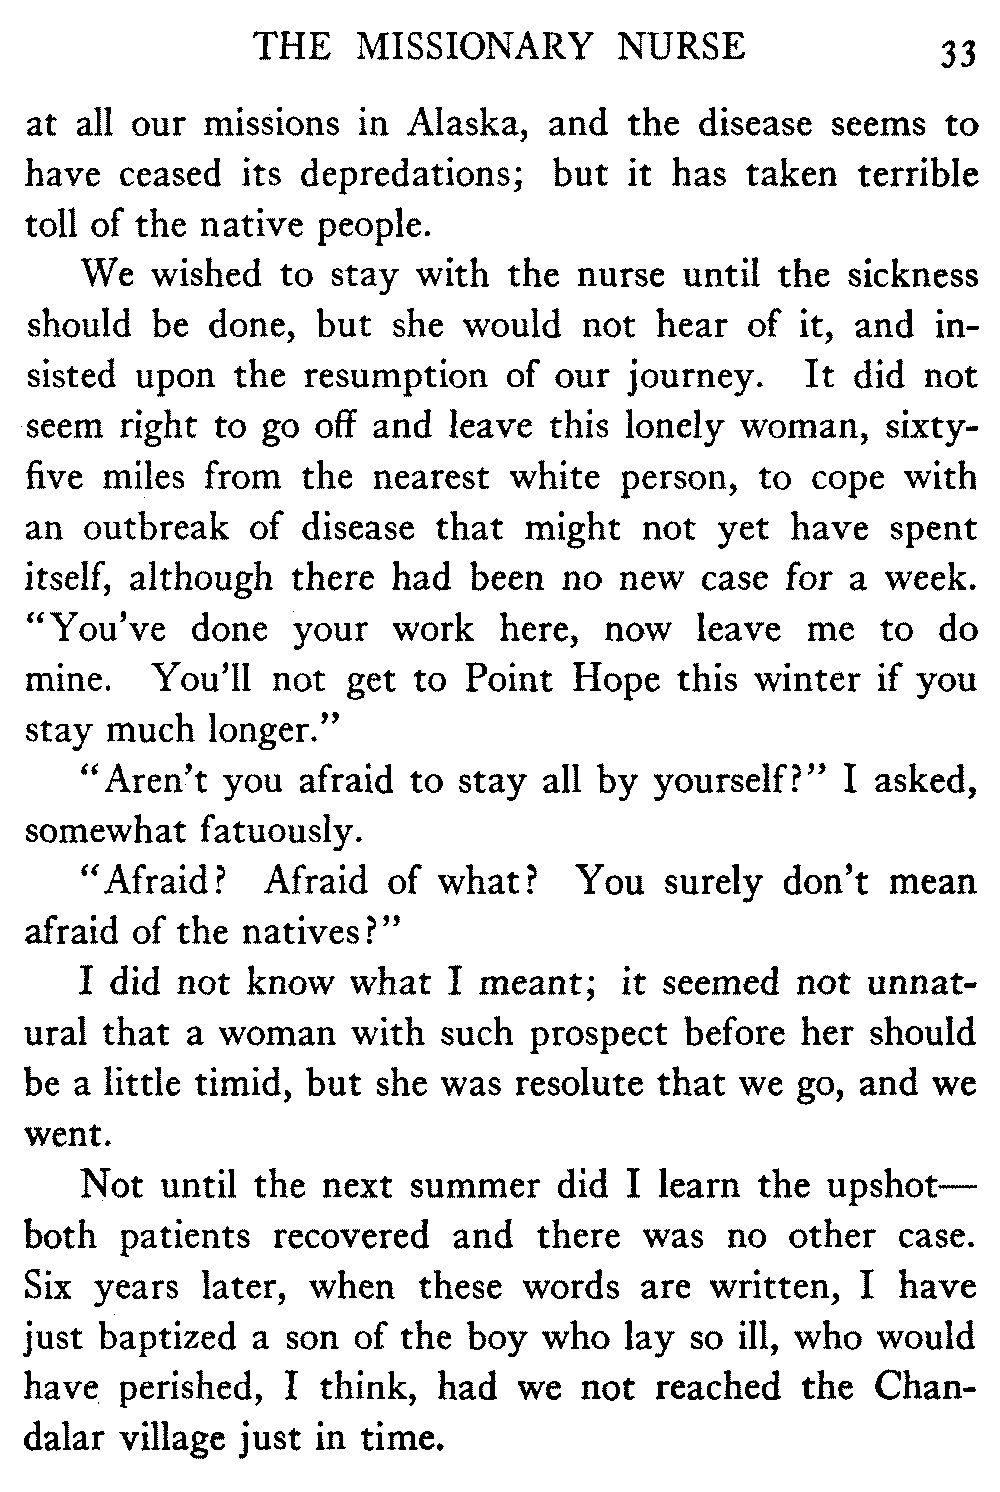 THE MISSIONARY NURSE 33
at all our missions in Alaska, and the disease seems to
have ceased its depredations; but it has taken terrible
toll of the native people.
We wished to stay with the nurse until the sickness
should be done, but she would not hear of it, and in-
sisted upon the resumption of our journey. It did not
seem right to go off and leave this lonely woman, sixty-
five miles from the nearest white person, to cope with
an outbreak of disease that might not yet have spent
itself, although there had been no new case for a week.
“You’ve done your work here, now leave me to do
mine. You’ll not get to Point Hope this winter if you
stay much longer.”
“Aren’t you afraid to stay all by yourself?” I asked,
somewhat fatuously.
“Afraid? Afraid of what? You surely don’t mean
afraid of the natives?”
I did not know what I meant; it seemed not unnat-
ural that a woman with such prospect before her should
be a little timid, but she was resolute that we go, and we
went.
Not until the next summer did I learn the upshot—
both patients recovered and there was no other case.
Six years later, when these words are written, I have
just baptized a son of the boy who lay so ill, who would
have perished, I think, had we not reached the Chan-
dalar village just in time.